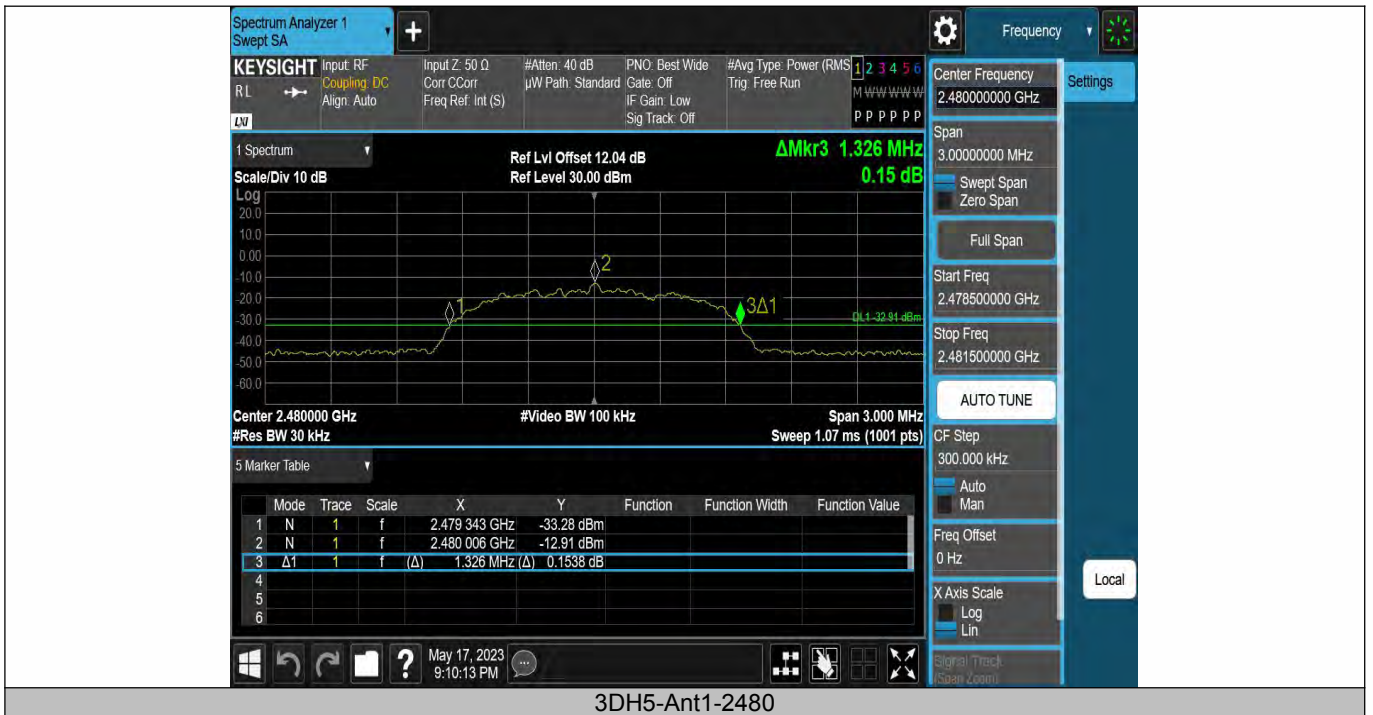 Spectrum Analyzer 1
Swept SA
+
Frequency
KEYSIGHT
RL
LXI
Input: RF
Coupling: DC
Align: Auto
Input Z: 50 Ω
Corr CCorr
Freq Ref: Int (S)
#Atten: 40 dB
µW Path: Standard
PNO: Best Wide
Gate: Off
IF Gain: Low
Sig Track: Off
#Avg Type: Power (RMS
Trig: Free Run
1 2 3 4 5 6
M W W W W W
P P P P P P
1 Spectrum
Scale/Div 10 dB
Ref Lvl Offset 12.04 dB
Ref Level 30.00 dBm
ΔMkr3 1.326 MHz
0.15 dB
Log
20.0
10.0
0.00
-10.0
-20.0
-30.0
-40.0
-50.0
-60.0
1
2
3Δ1
DL1 -32.91 dBm
Center 2.480000 GHz
#Video BW 100 kHz
Span 3.000 MHz
#Res BW 30 kHz
Sweep 1.07 ms (1001 pts)
5 Marker Table
Mode Trace Scale X Y Function Function Width Function Value
1 N 1 f 2.479 343 GHz -33.28 dBm
2 N 1 f 2.480 006 GHz -12.91 dBm
3 Δ1 1 f (Δ) 1.326 MHz (Δ) 0.1538 dB
4
5
6
?
May 17, 2023
9:10:13 PM
Center Frequency
2.480000000 GHz
Settings
Span
3.00000000 MHz
Swept Span
Zero Span
Full Span
Start Freq
2.478500000 GHz
Stop Freq
2.481500000 GHz
AUTO TUNE
CF Step
300.000 kHz
Auto
Man
Freq Offset
0 Hz
X Axis Scale
Log
Lin
Signal Track
(Span Zoom)
Local
3DH5-Ant1-2480